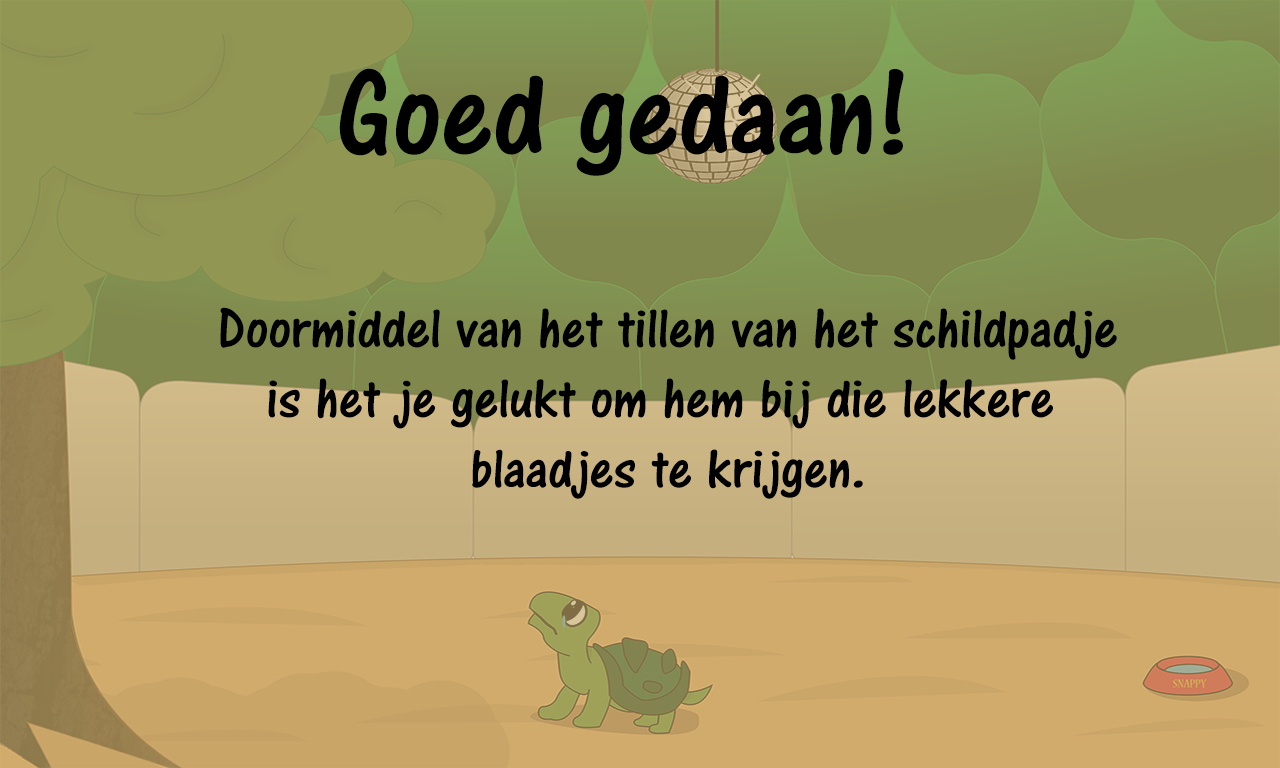 Goed gedaan!
Doormiddel van het tillen van het schildpadje
is het je gelukt om hem bij die lekkere
blaadjes te krijgen.
SNAPPY